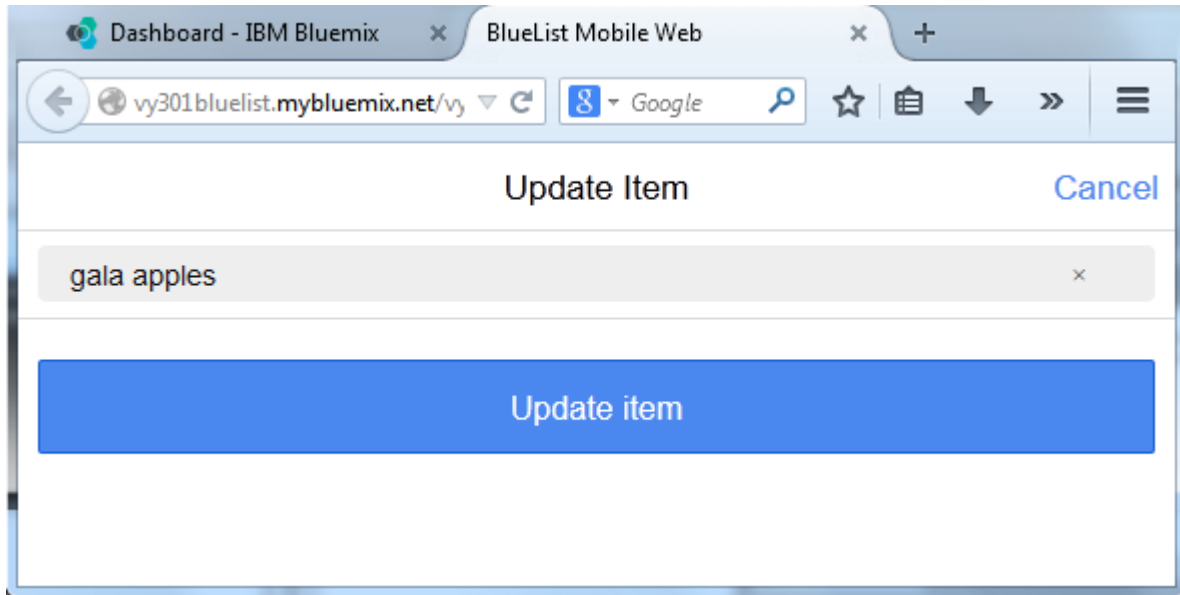 Dashboard - IBM Bluemix BlueList Mobile Web
vy301bluelist.mybluemix.net/vy Google
Update Item Cancel
gala apples
Update item